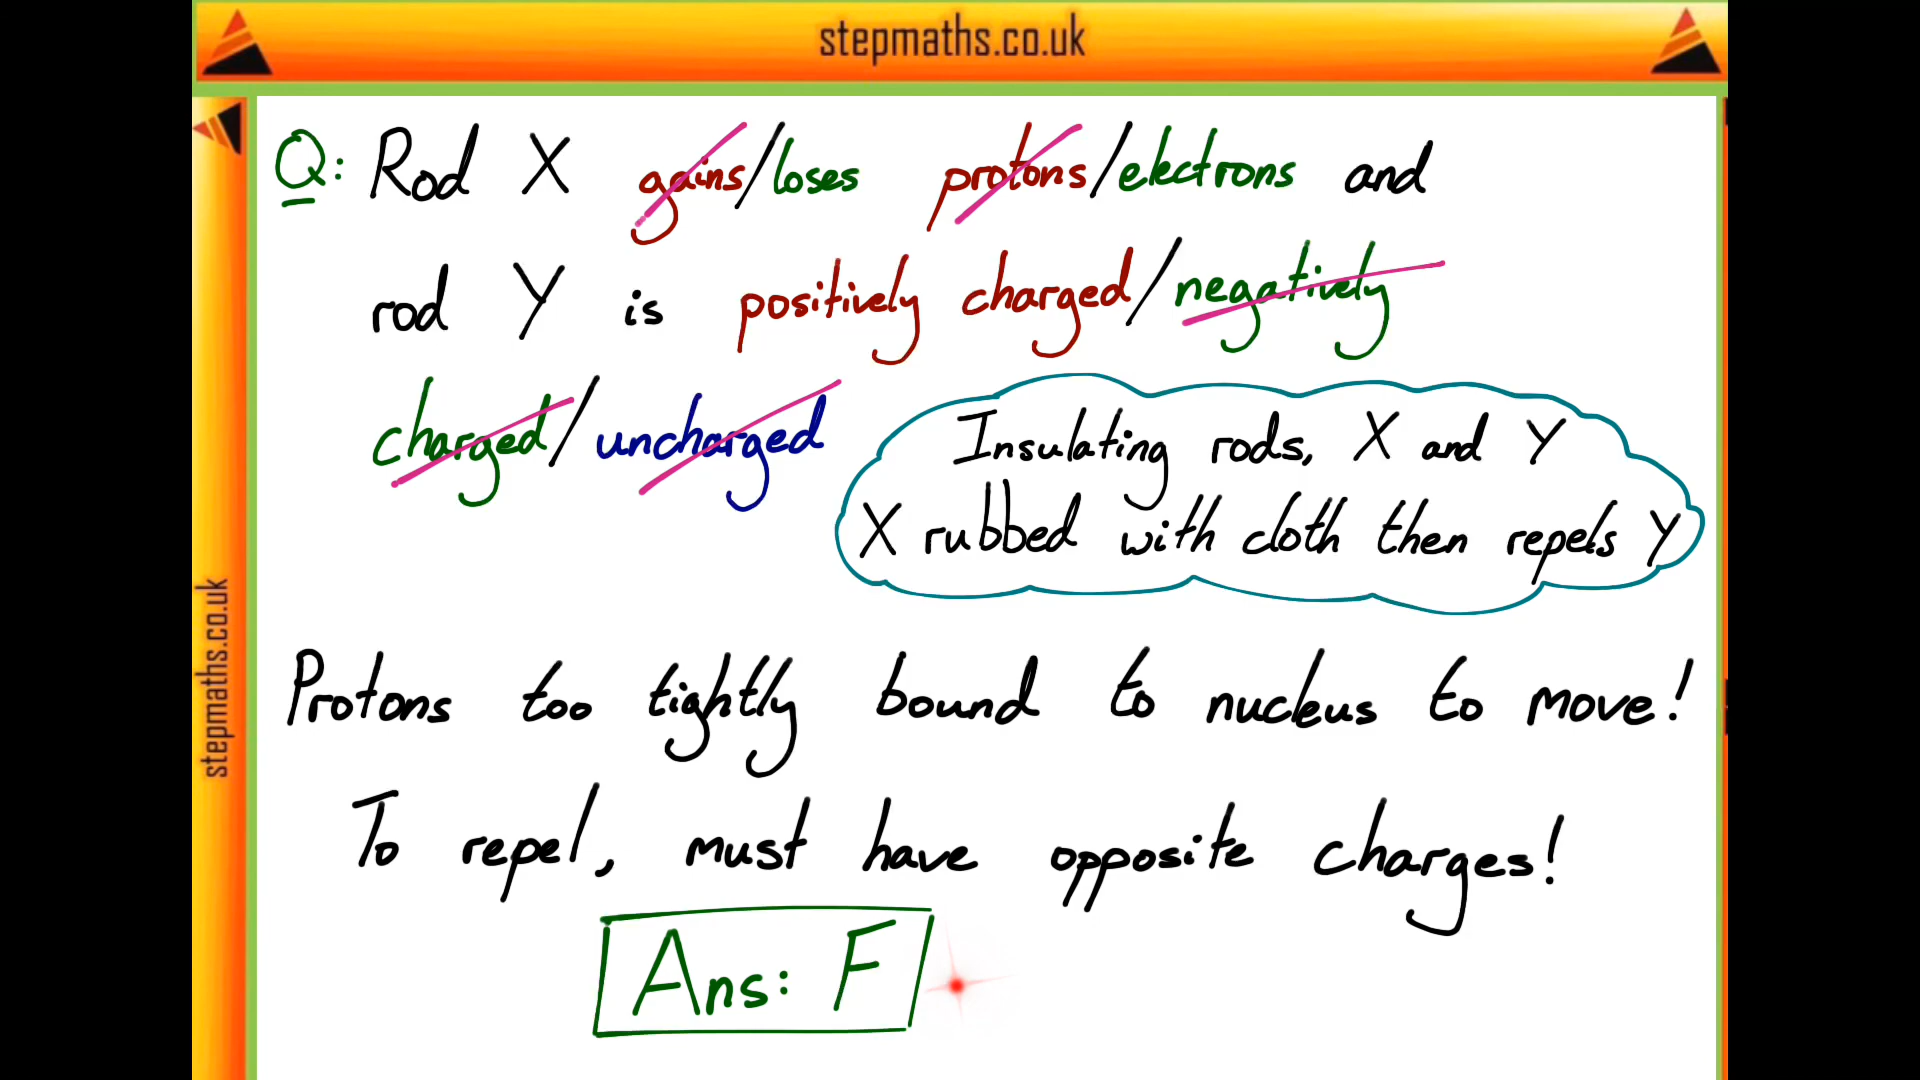 stepmaths.co.uk
Q: Rod X gains/loses protons/electrons and
rod Y is positively charged/negatively
charged/uncharged
Insulating rods, X and Y
X rubbed with cloth then repels Y
Protons too tightly bound to nucleus to move!
To repel, must have opposite charges!
Ans: F
stepmaths.co.uk